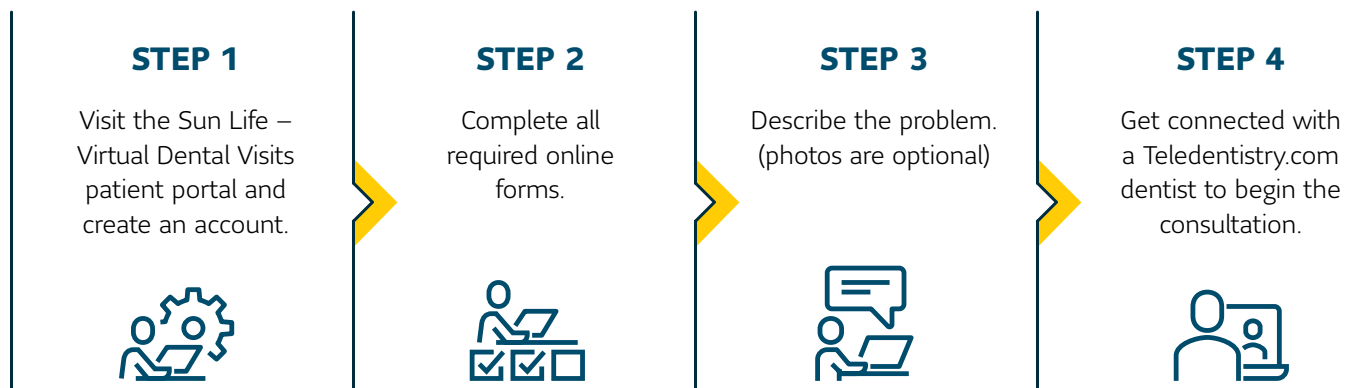 STEP 1
Visit the Sun Life –
Virtual Dental Visits
patient portal and
create an account.
STEP 2
Complete all
required online
forms.
STEP 3
Describe the problem.
(photos are optional)
STEP 4
Get connected with
a Teledentistry.com
dentist to begin the
consultation.